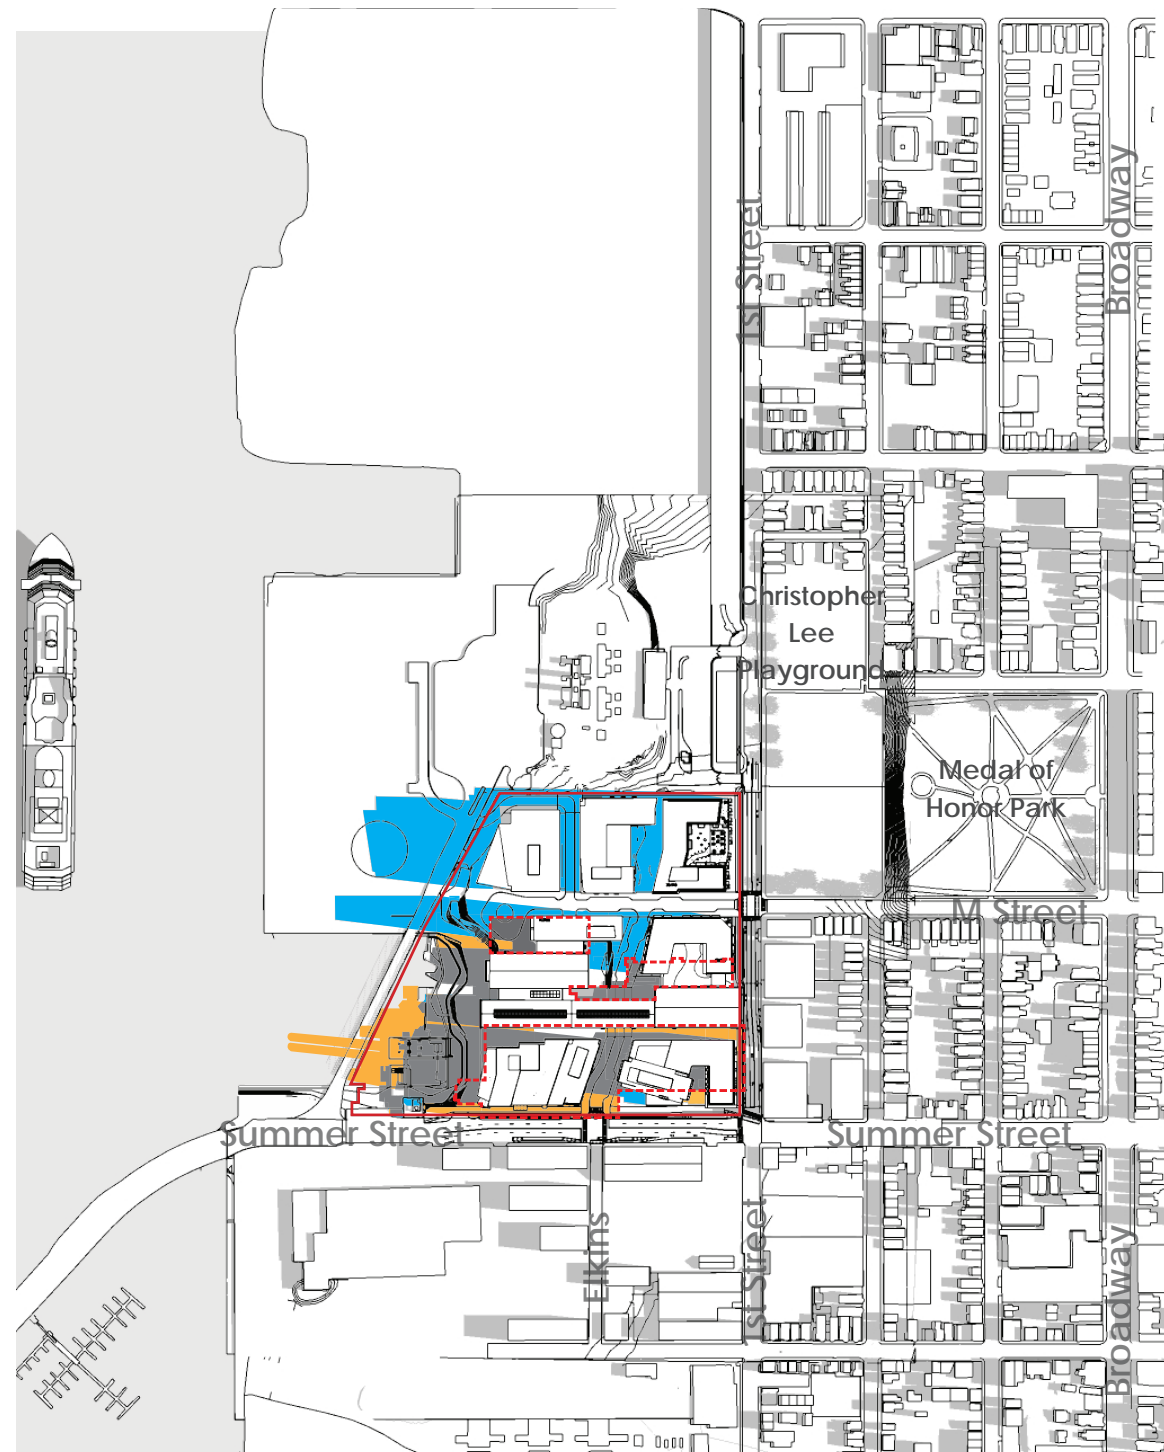 Broadway
1st Street
Christopher
Lee
Playground
Medal of
Honor Park
M Street
Summer Street
Summer Street
Elkins
1st Street
Broadway